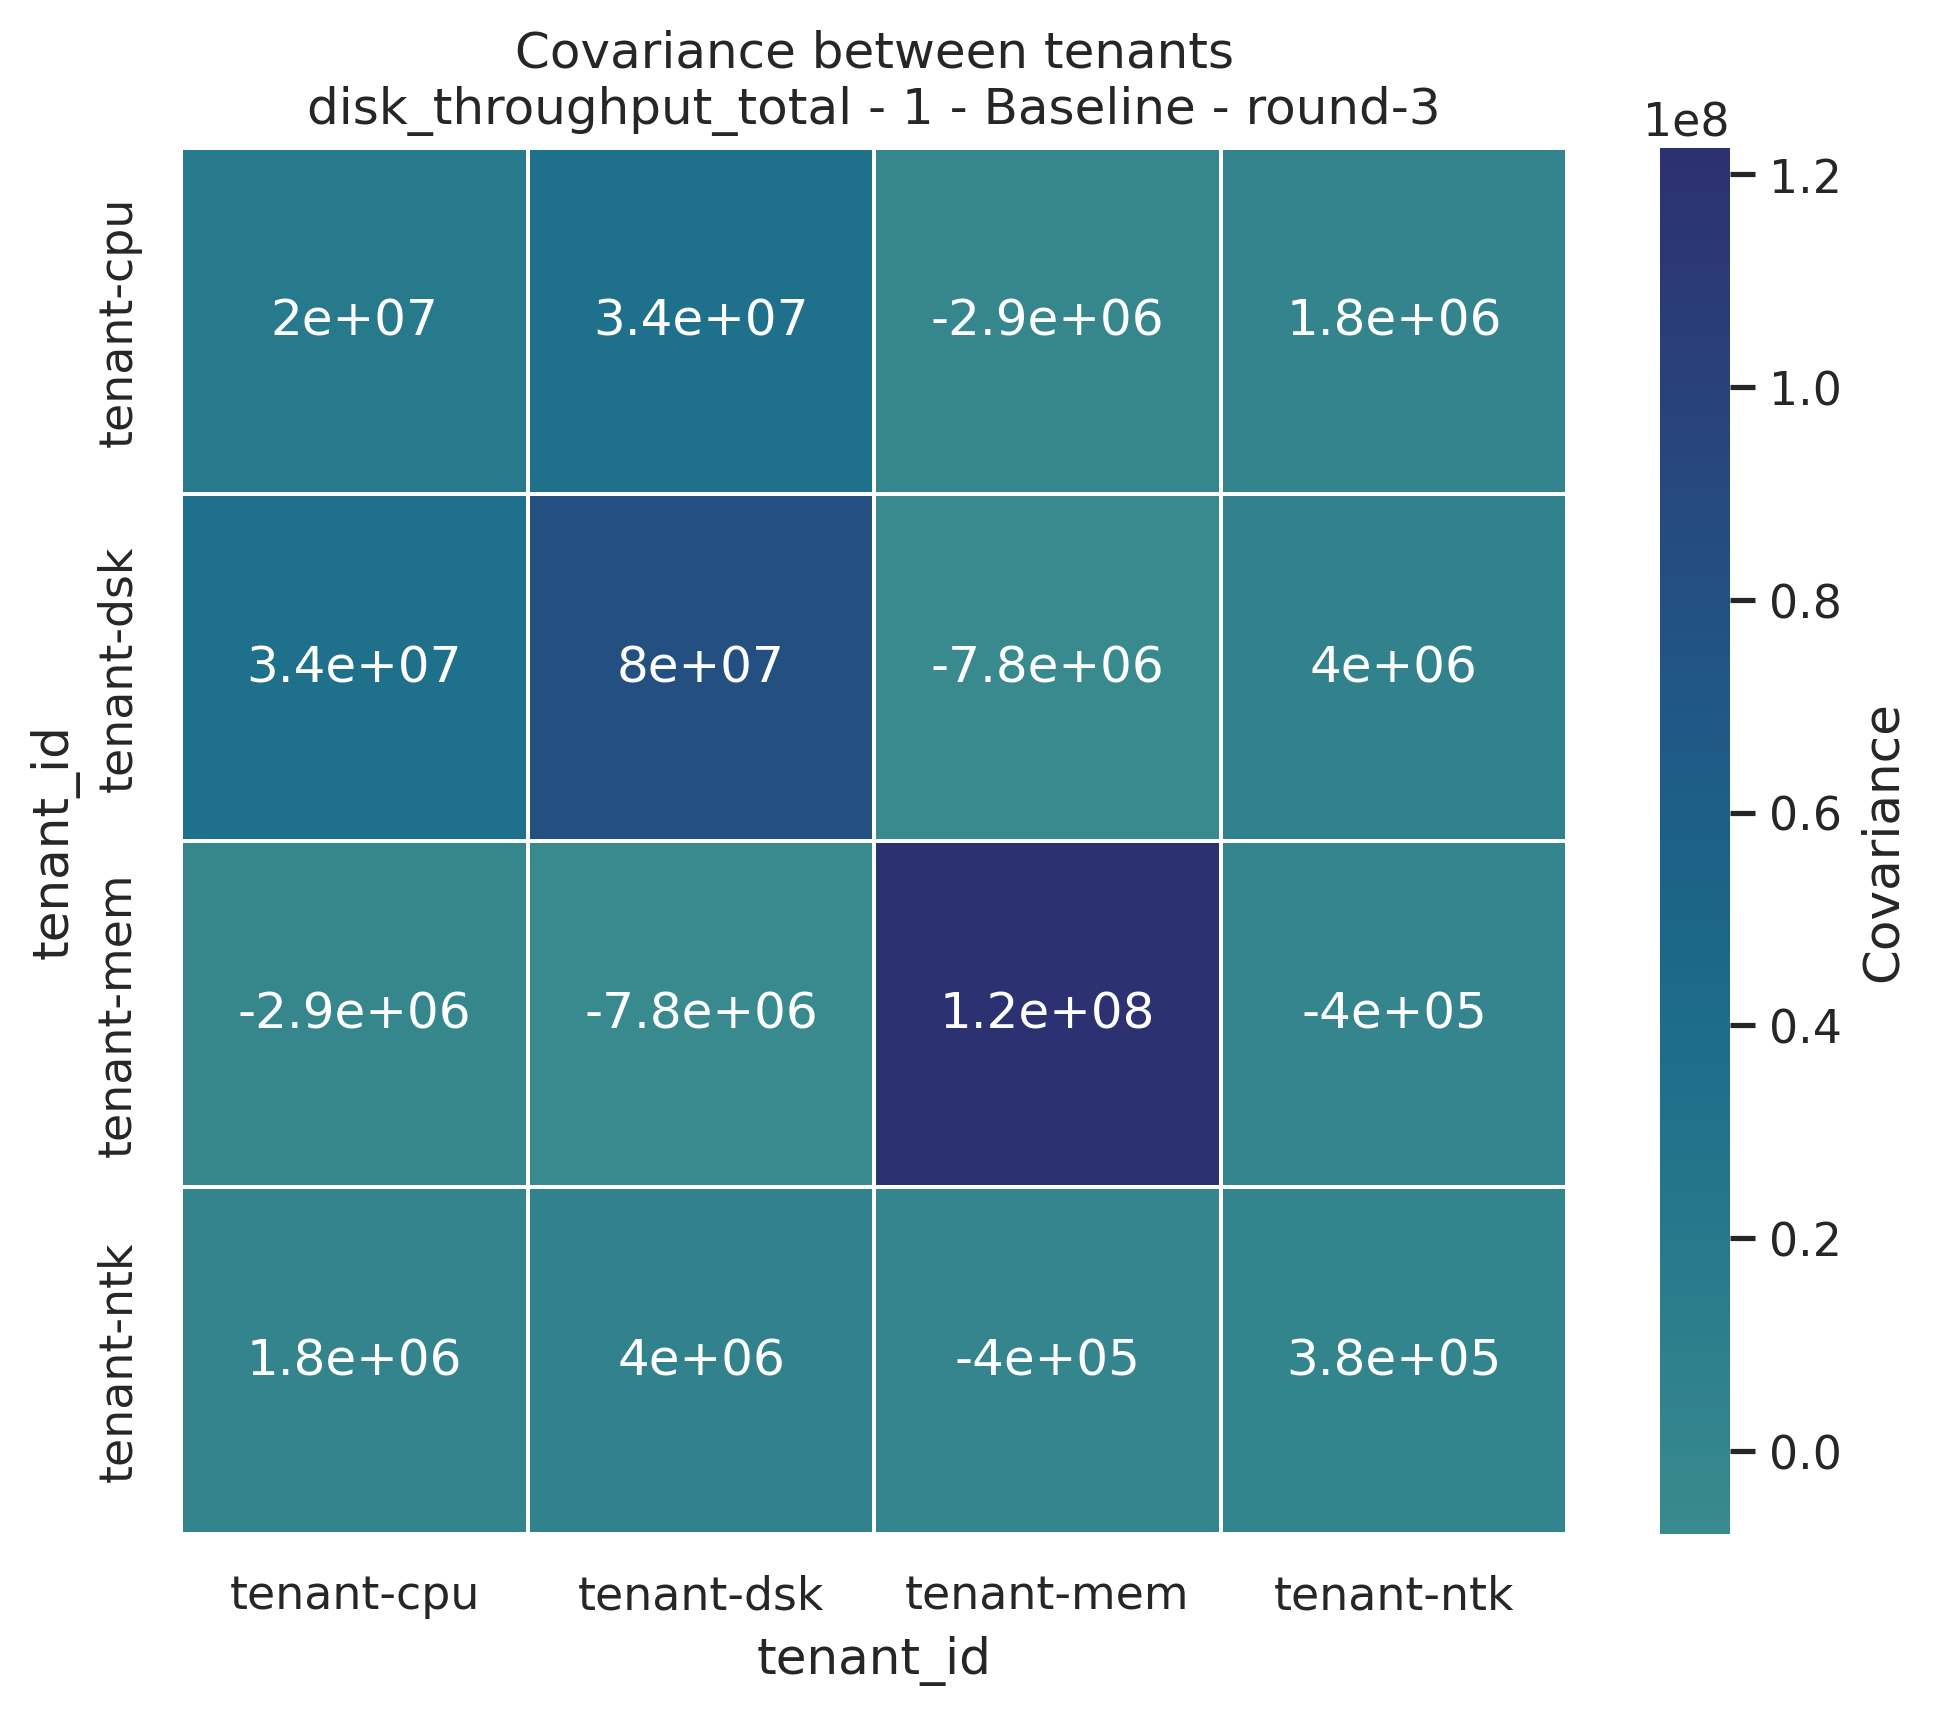 Covariance between tenants
disk_throughput_total - 1 - Baseline - round-3
1e8
tenant_id
tenant-cpu
2e+07 3.4e+07 -2.9e+06 1.8e+06
tenant-dsk
3.4e+07 8e+07 -7.8e+06 4e+06
tenant-mem
-2.9e+06 -7.8e+06 1.2e+08 -4e+05
tenant-ntk
1.8e+06 4e+06 -4e+05 3.8e+05
tenant-cpu tenant-dsk tenant-mem tenant-ntk
tenant_id
1.2
1.0
0.8
0.6
0.4
0.2
0.0
Covariance